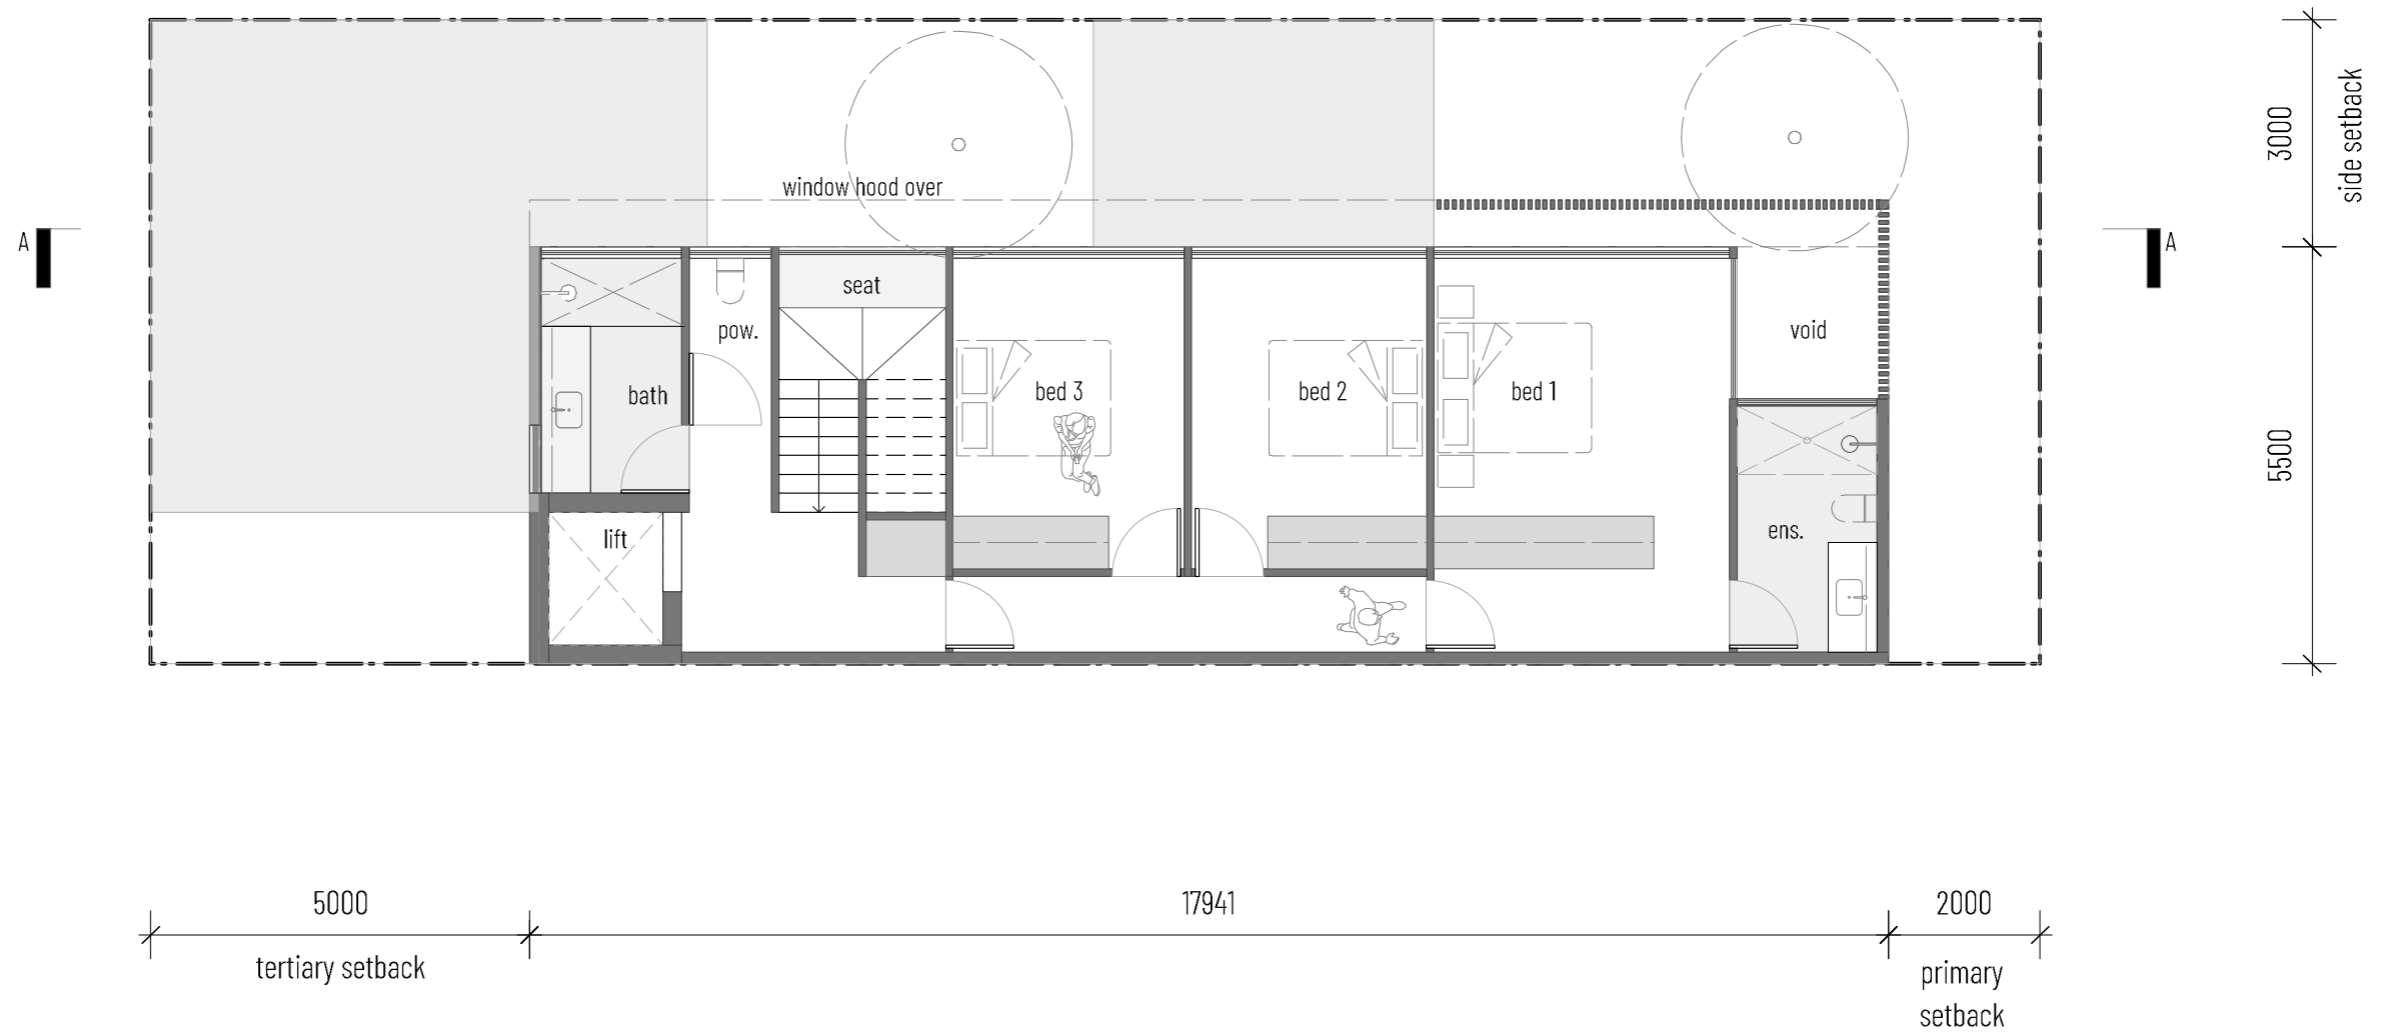 3000
side setback
window hood over
A
A
seat
pow.
void
bath
bed 3
bed 2
bed 1
5500
lift
ens.
5000
17941
2000
tertiary setback
primary
setback